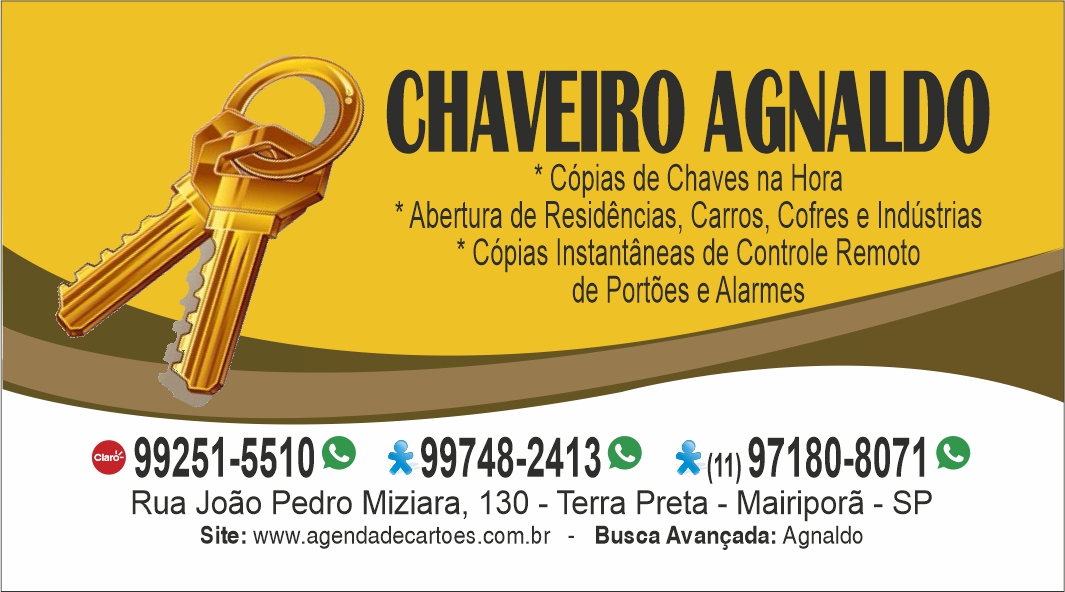 CHAVEIRO AGNALDO
* Cópias de Chaves na Hora
* Abertura de Residências, Carros, Cofres e Indústrias
* Cópias Instantâneas de Controle Remoto
de Portões e Alarmes
Claro 99251-5510 99748-2413 (11) 97180-8071
Rua João Pedro Miziara, 130 - Terra Preta - Mairiporã - SP
Site: www.agendadecartoes.com.br - Busca Avançada: Agnaldo